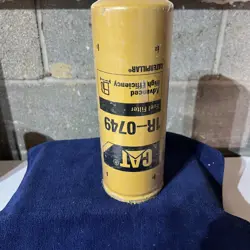 CAT
1R-0749
Fuel Filter
Advanced
High Efficiency
CATERPILLAR®